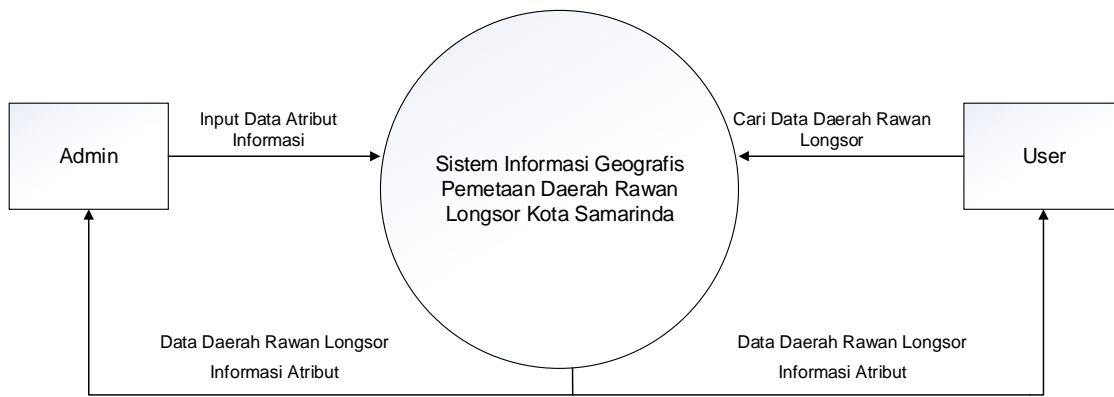 Input Data Atribut
Informasi
Cari Data Daerah Rawan
Longsor
Admin
Sistem Informasi Geografis
Pemetaan Daerah Rawan
Longsor Kota Samarinda
User
Data Daerah Rawan Longsor
Informasi Atribut
Data Daerah Rawan Longsor
Informasi Atribut